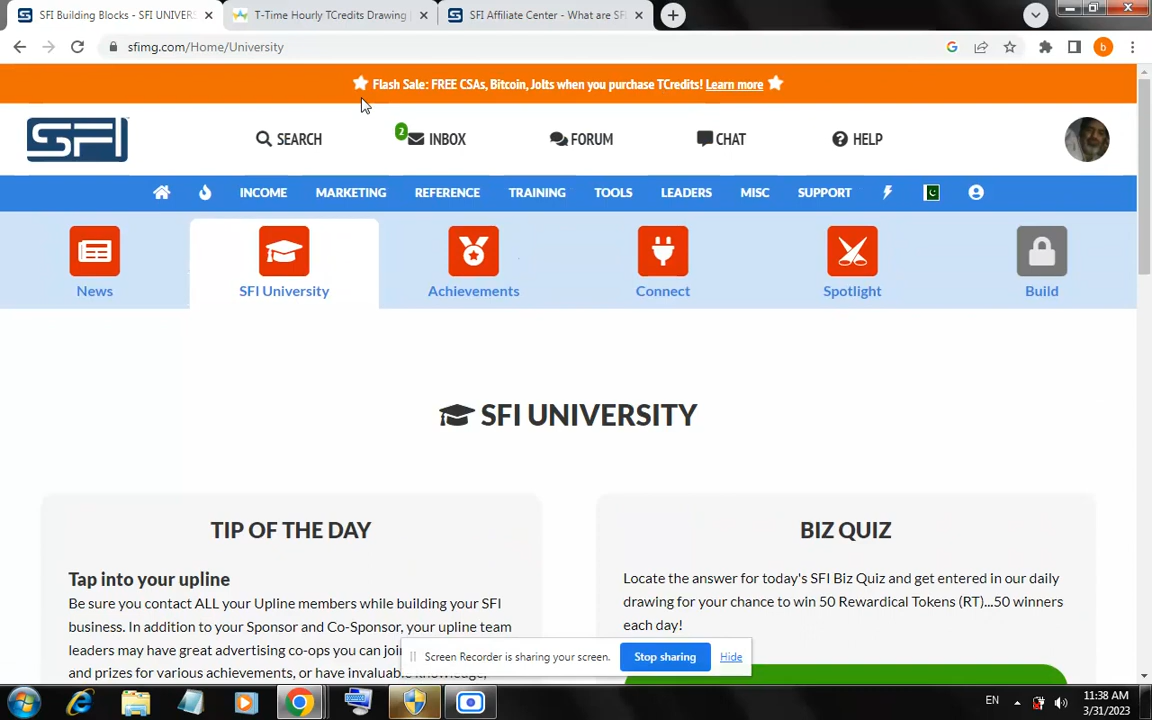 SFI Building Blocks - SFI UNIVERS
T-Time Hourly TCredits Drawing
SFI Affiliate Center - What are SF
sfimg.com/Home/University
b
Flash Sale: FREE CSAs, Bitcoin, Jolts when you purchase TCredits! Learn more
SFI
SEARCH
2
INBOX
FORUM
CHAT
HELP
INCOME
MARKETING
REFERENCE
TRAINING
TOOLS
LEADERS
MISC
SUPPORT
News
SFI University
Achievements
Connect
Spotlight
Build
SFI UNIVERSITY
TIP OF THE DAY
Tap into your upline
Be sure you contact ALL your Upline members while building your SFI
business. In addition to your Sponsor and Co-Sponsor, your upline team
leaders may have great advertising co-ops you can joi
and prizes for various achievements, or have invaluable knowledge,
BIZ QUIZ
Locate the answer for today's SFI Biz Quiz and get entered in our daily
drawing for your chance to win 50 Rewardical Tokens (RT)...50 winners
each day!
Screen Recorder is sharing your screen.
Stop sharing
Hide
EN
11:38 AM
3/31/2023